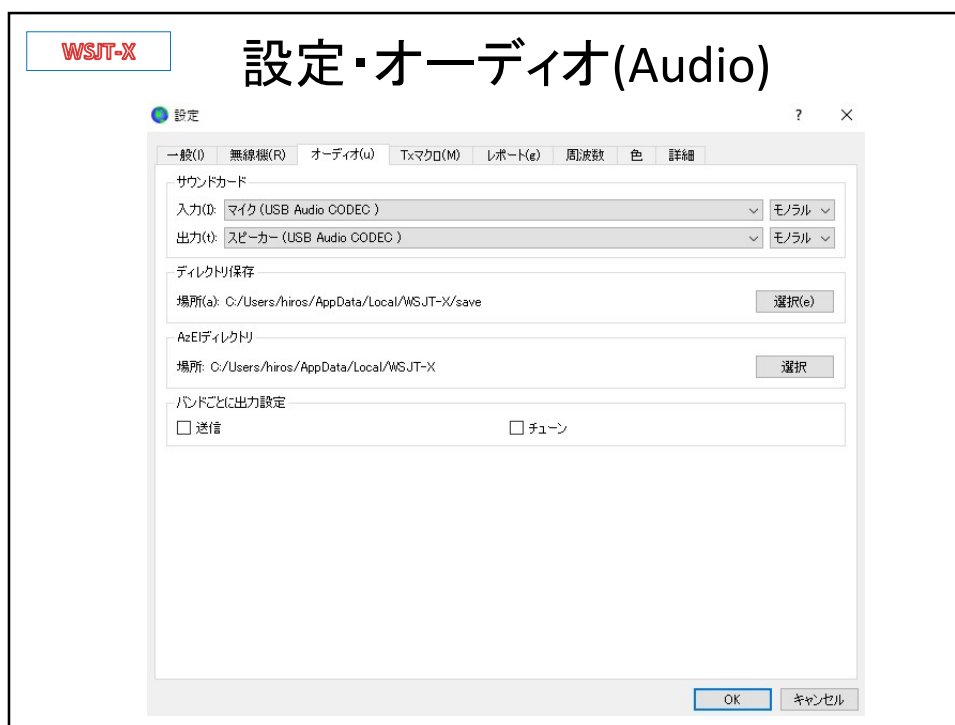 WSJT-X
設定・オーディオ(Audio)
設定 ? ×
一般(I) 無線機(R) オーディオ(u) Txマクロ(M) レポート(g) 周波数 色 詳細
サウンドカード
入力(I): マイク (USB Audio CODEC ) モノラル
出力(t): スピーカー (USB Audio CODEC ) モノラル
ディレクトリ保存
場所(a): C:/Users/hiros/AppData/Local/WSJT-X/save 選択(e)
AzElディレクトリ
場所: C:/Users/hiros/AppData/Local/WSJT-X 選択
バンドごとに出力設定
送信 チューン
OK キャンセル